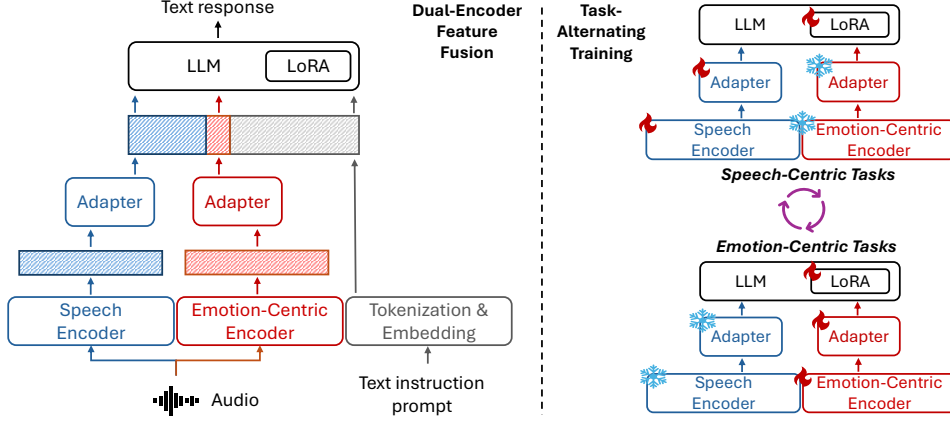 Text response
LLM
LoRA
Dual-Encoder
Feature
Fusion
Adapter
Adapter
Speech
Encoder
Emotion-Centric
Encoder
Tokenization &
Embedding
Audio
Text instruction
prompt
Task-
Alternating
Training
LLM
LoRA
Adapter
Adapter
Speech
Encoder
Emotion-Centric
Encoder
Speech-Centric Tasks
Emotion-Centric Tasks
LLM
LoRA
Adapter
Adapter
Speech
Encoder
Emotion-Centric
Encoder